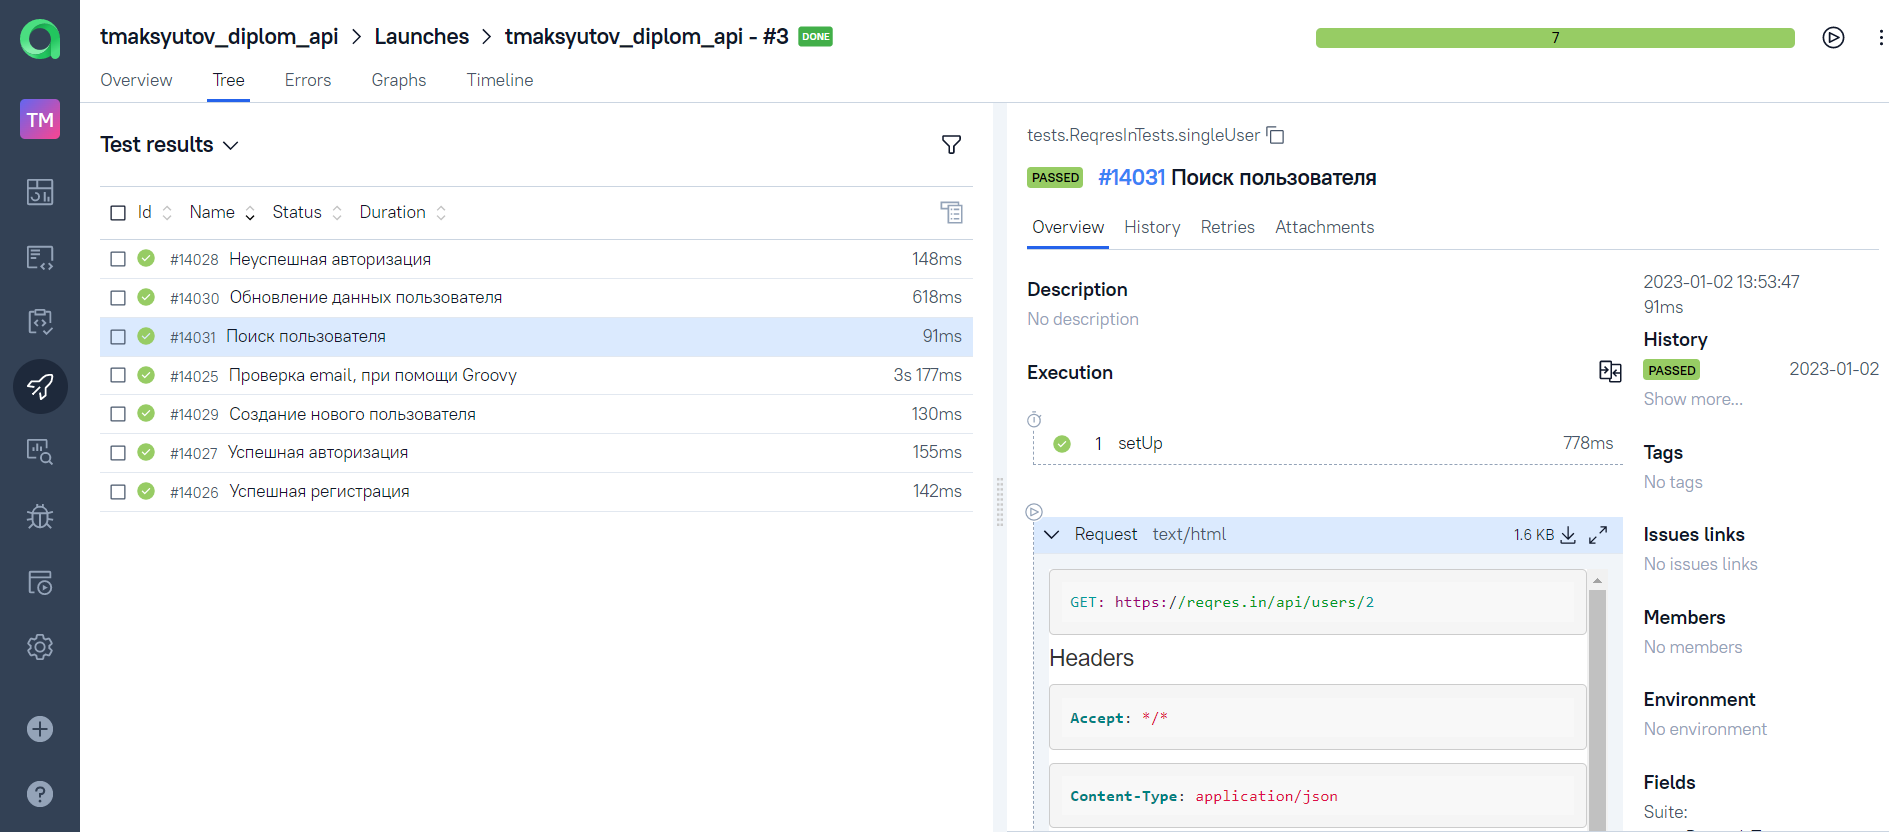 TM
tmaksyutov_diplom_api > Launches > tmaksyutov_diplom_api - #3 DONE
7
Overview Tree Errors Graphs Timeline
Test results
Id Name Status Duration
#14028 Неуспешная авторизация 148ms
#14030 Обновление данных пользователя 618ms
#14031 Поиск пользователя 91ms
#14025 Проверка email, при помощи Groovy 3s 177ms
#14029 Создание нового пользователя 130ms
#14027 Успешная авторизация 155ms
#14026 Успешная регистрация 142ms
tests.ReqresInTests.singleUser
PASSED #14031 Поиск пользователя
Overview History Retries Attachments
Description
No description
Execution
1 setUp 778ms
Request text/html 1.6 KB
GET: https://reqres.in/api/users/2
Headers
Accept: */*
Content-Type: application/json
2023-01-02 13:53:47
91ms
History
PASSED 2023-01-02
Show more...
Tags
No tags
Issues links
No issues links
Members
No members
Environment
No environment
Fields
Suite: